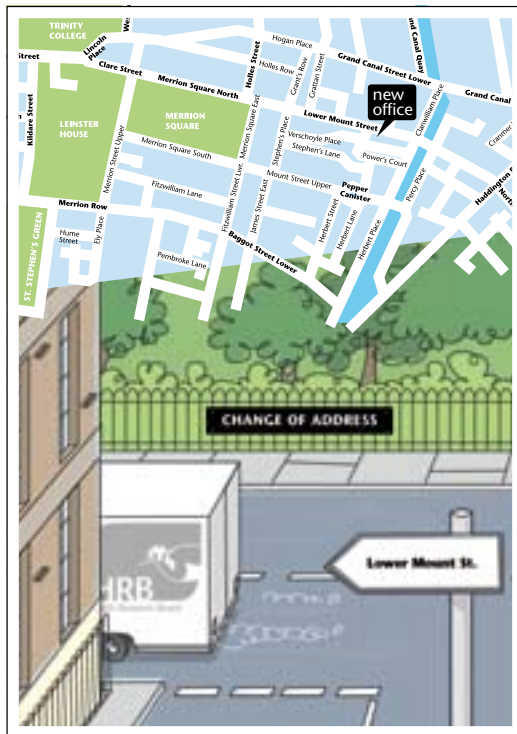 TRINITY
COLLEGE
Lincoln
Place
Wes
Street
Clare Street
Merrion Square North
Holles Street
Hogan Place
Holles Row
Grant's Row
Grattan Street
Grand Canal Street Lower
nd Canal Quay
Grand Canal
new
office
Clanwilliam Place
Lower Mount Street
Kildare Street
LEINSTER
HOUSE
Merrion Street Upper
MERRION
SQUARE
Merrion Square East
Merrion Square South
Stephen's Place
Verschoyle Place
Stephen's Lane
Power's Court
Cranmer
Mount Street Upper
Pepper
Canister
Percy Place
Haddington
North
Merrion Row
Fitzwilliam Lane
Fitzwilliam Street Lwr.
James Street East
Herbert Street
Herbert Lane
Herbert Place
Hume
Street
Ely Place
Pembroke Lane
Baggot Street Lower
ST. STEPHEN'S GREEN
CHANGE OF ADDRESS
Lower Mount St.
HRB